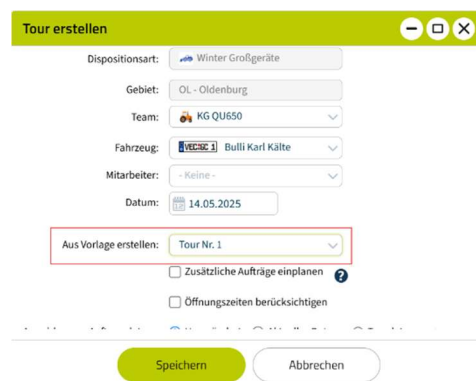 Tour erstellen
Dispositionsart: Winter Großgeräte
Gebiet: OL - Oldenburg
Team: KG QU650
Fahrzeug: Bulli Karl Kälte
Mitarbeiter: - Keine -
Datum: 14.05.2025
Aus Vorlage erstellen: Tour Nr. 1
Zusätzliche Aufträge einplanen ?
Öffnungszeiten berücksichtigen
Speichern Abbrechen